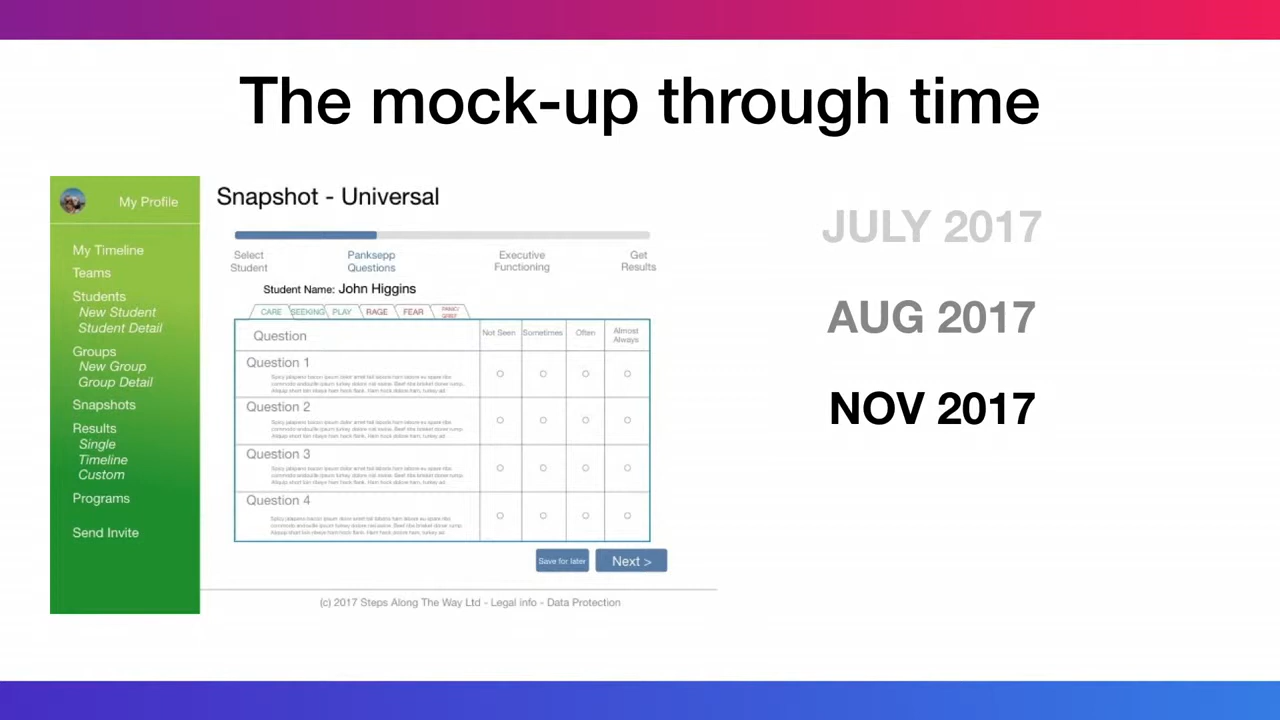 The mock-up through time
My Profile
My Timeline
Teams
Students
New Student
Student Detail
Groups
New Group
Group Detail
Snapshots
Results
Single
Timeline
Custom
Programs
Send Invite
Snapshot - Universal
Select Student
Panksepp Questions
Executive Functioning
Get Results
Student Name: John Higgins
CARE SEEKING PLAY RAGE FEAR
Question Not Seen Sometimes Often Almost Always
Question 1
Question 2
Question 3
Question 4
Save for later Next >
(c) 2017 Steps Along The Way Ltd - Legal info - Data Protection
JULY 2017
AUG 2017
NOV 2017